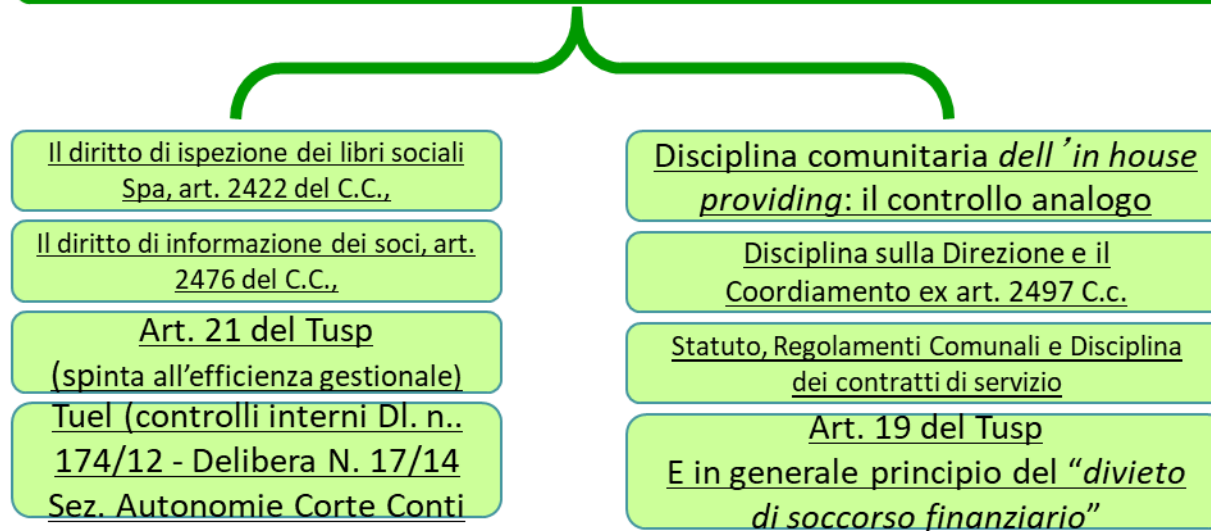 Il diritto di ispezione dei libri sociali
Spa, art. 2422 del C.C.,
Il diritto di informazione dei soci, art.
2476 del C.C.,
Art. 21 del Tusp
(spinta all’efficienza gestionale)
Tuel (controlli interni Dl. n..
174/12 - Delibera N. 17/14
Sez. Autonomie Corte Conti
Disciplina comunitaria dell’in house
providing: il controllo analogo
Disciplina sulla Direzione e il
Coordiamento ex art. 2497 C.c.
Statuto, Regolamenti Comunali e Disciplina
dei contratti di servizio
Art. 19 del Tusp
E in generale principio del “divieto
di soccorso finanziario”